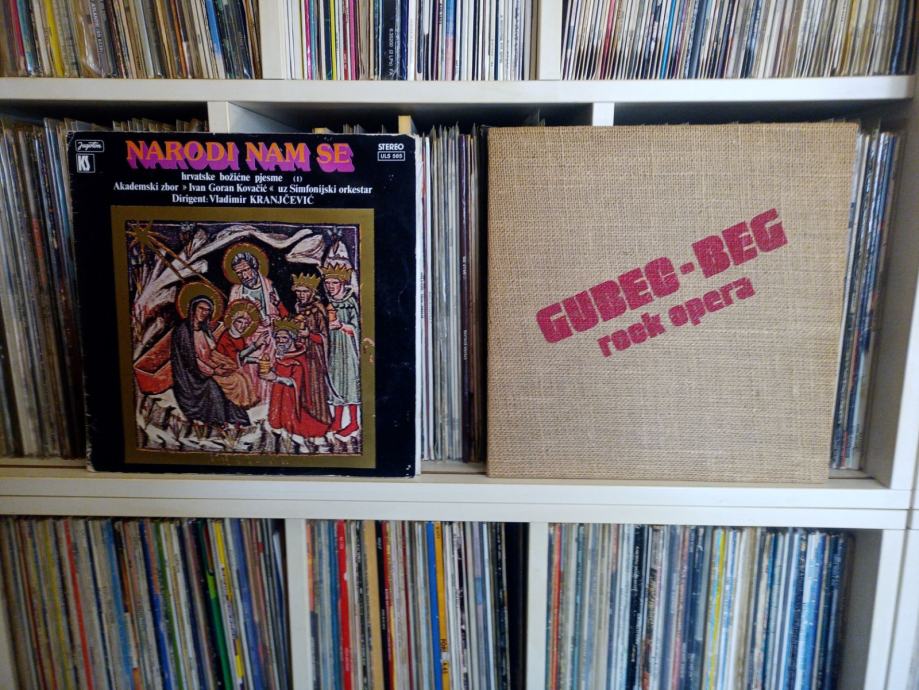 Jugoton
KS
NARODI NAM SE
STEREO
ULS 505
hrvatske božićne pjesme (1)
Akademski zbor » Ivan Goran Kovačić « uz Simfonijski orkestar
Dirigent: Vladimir KRANJČEVIĆ
GUBEC-BEG
rock opera